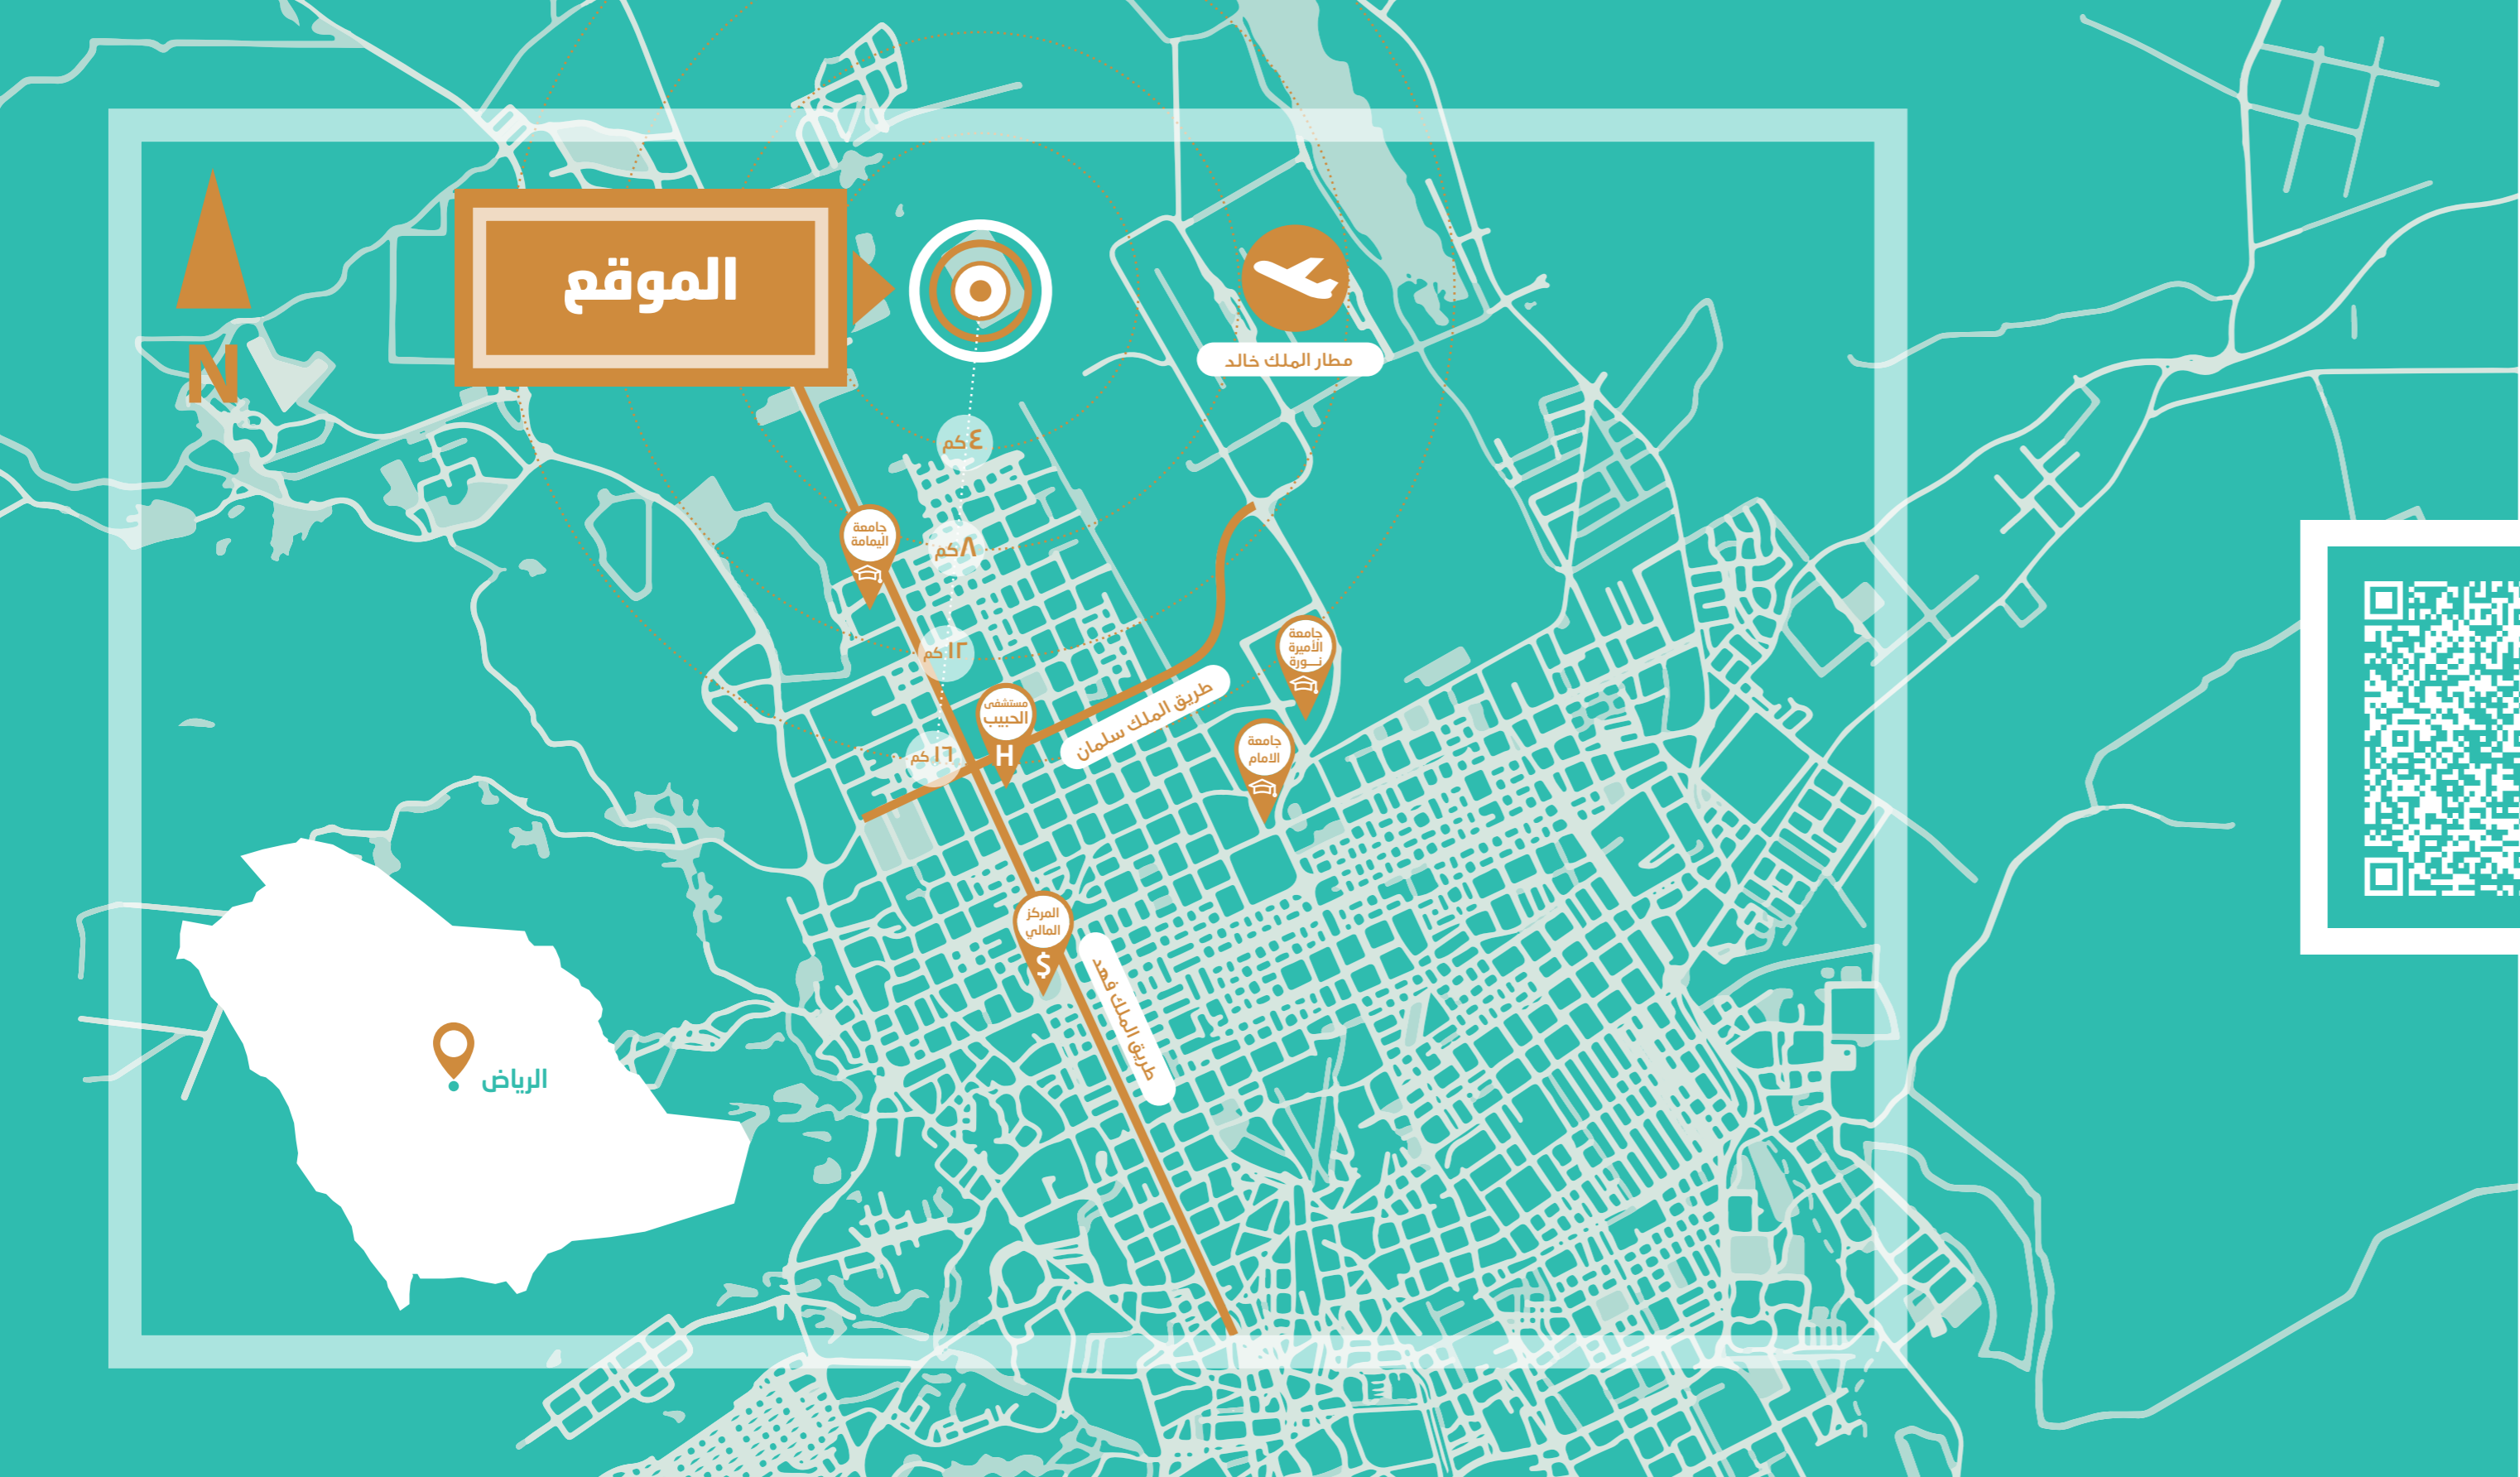 الموقع
N
مطار الملك خالد
٤ كم
جامعة
اليمامة
٨ كم
جامعة
الأميرة
نـــورة
١٢ كم
طريق الملك سلمان
مستشفى
الحبيب
H
جامعة
الامام
١٦ كم
المركز
المالي
$
طريق الملك فهد
الرياض